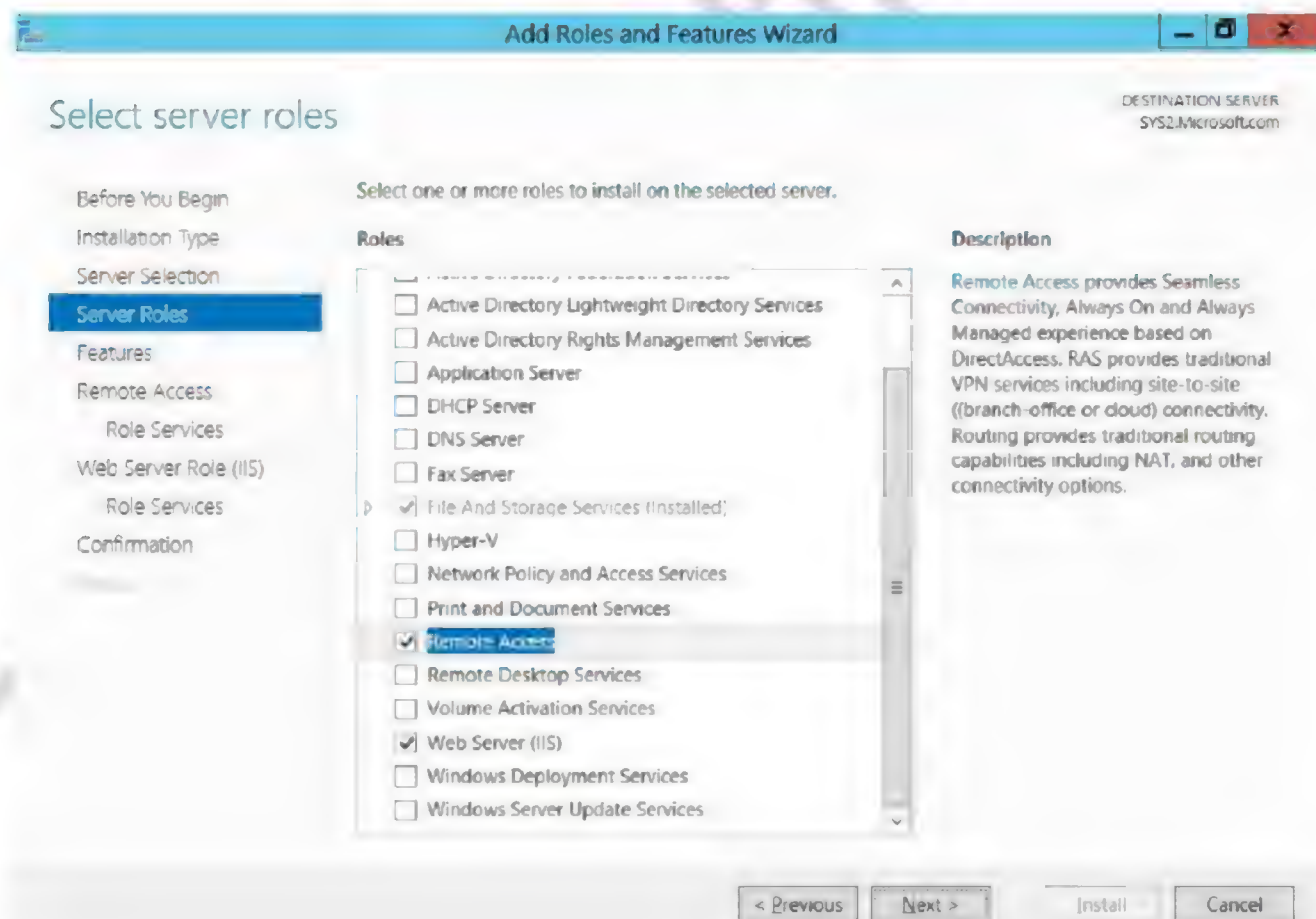 Add Roles and Features Wizard
Select server roles
DESTINATION SERVER
SYS2.Microsoft.com
Before You Begin
Installation Type
Server Selection
Server Roles
Features
Remote Access
Role Services
Web Server Role (IIS)
Role Services
Confirmation
Select one or more roles to install on the selected server.
Roles
Active Directory Lightweight Directory Services
Active Directory Rights Management Services
Application Server
DHCP Server
DNS Server
Fax Server
File And Storage Services (Installed)
Hyper-V
Network Policy and Access Services
Print and Document Services
Remote Access
Remote Desktop Services
Volume Activation Services
Web Server (IIS)
Windows Deployment Services
Windows Server Update Services
Description
Remote Access provides Seamless
Connectivity, Always On and Always
Managed experience based on
DirectAccess. RAS provides traditional
VPN services including site-to-site
((branch-office or cloud) connectivity.
Routing provides traditional routing
capabilities including NAT, and other
connectivity options.
< Previous
Next >
Install
Cancel